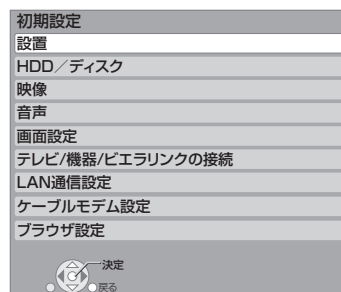 初期設定
設置
HDD／ディスク
映像
音声
画面設定
テレビ/機器/ビエラリンクの接続
LAN通信設定
ケーブルモデム設定
ブラウザ設定
決定
戻る